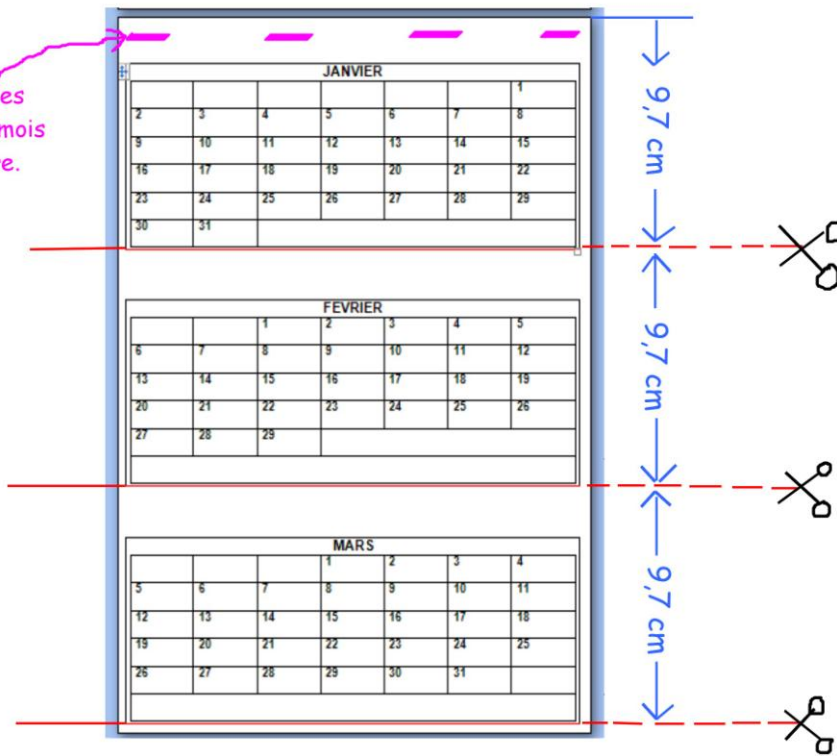 es
mois
e.
JANVIER
1
2 3 4 5 6 7 8
9 10 11 12 13 14 15
16 17 18 19 20 21 22
23 24 25 26 27 28 29
30 31
9,7 cm
FEVRIER
1 2 3 4 5
6 7 8 9 10 11 12
13 14 15 16 17 18 19
20 21 22 23 24 25 26
27 28 29
9,7 cm
MARS
1 2 3 4
5 6 7 8 9 10 11
12 13 14 15 16 17 18
19 20 21 22 23 24 25
26 27 28 29 30 31
9,7 cm